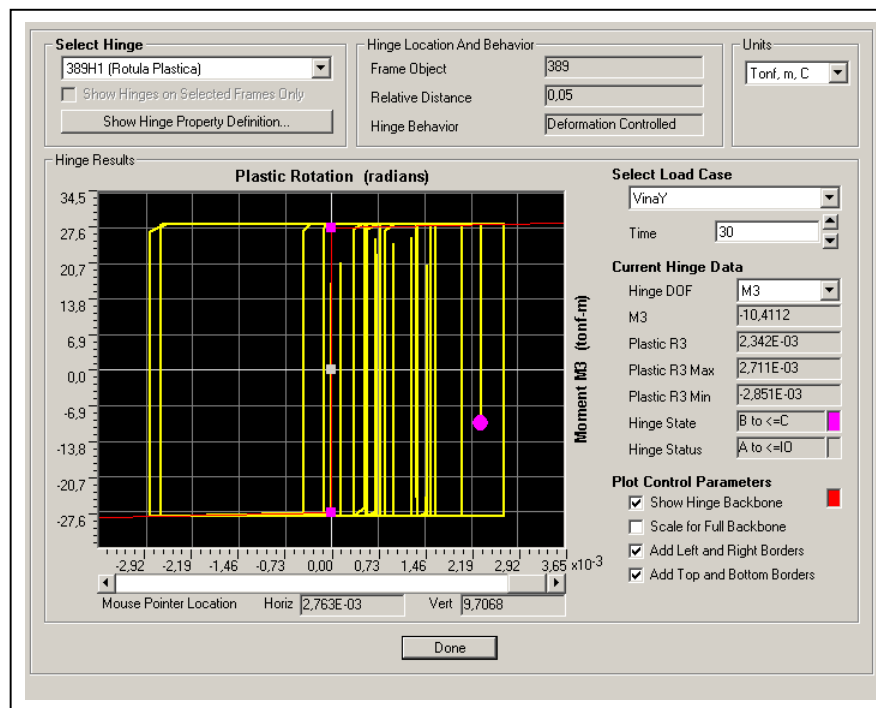 Select Hinge
389H1 (Rotula Plastica)
Show Hinges on Selected Frames Only
Show Hinge Property Definition...
Hinge Location And Behavior
Frame Object 389
Relative Distance 0,05
Hinge Behavior Deformation Controlled
Units
Tonf, m, C
Hinge Results
Plastic Rotation (radians)
34,5
27,6
20,7
13,8
6,9
0,0
-6,9
-13,8
-20,7
-27,6
-2,92 -2,19 -1,46 -0,73 0,00 0,73 1,46 2,19 2,92 3,65 x10-3
Moment M3 (tonf-m)
Mouse Pointer Location Horiz 2,763E-03 Vert 9,7068
Select Load Case
VinaY
Time 30
Current Hinge Data
Hinge DOF M3
M3 -10,4112
Plastic R3 2,342E-03
Plastic R3 Max 2,711E-03
Plastic R3 Min -2,851E-03
Hinge State B to <=C
Hinge Status A to <=IO
Plot Control Parameters
Show Hinge Backbone
Scale for Full Backbone
Add Left and Right Borders
Add Top and Bottom Borders
Done